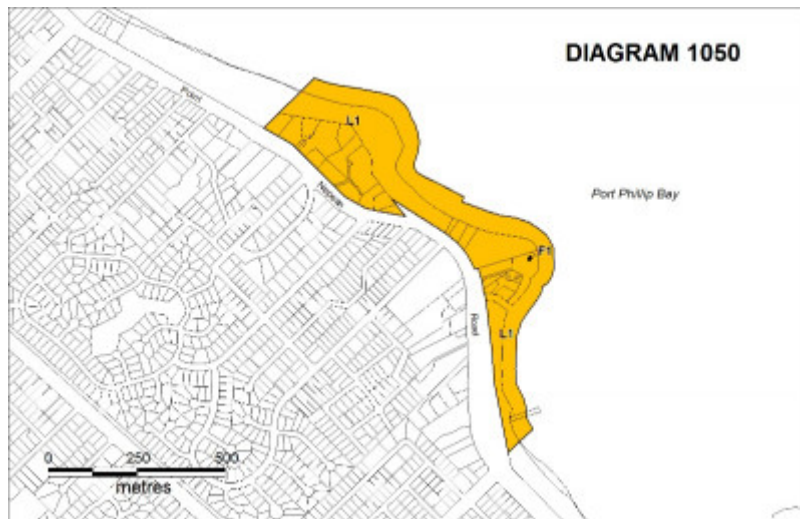 DIAGRAM 1050
Point
L1
Nepean
Port Phillip Bay
F1
Road
L1
0 250 500
metres